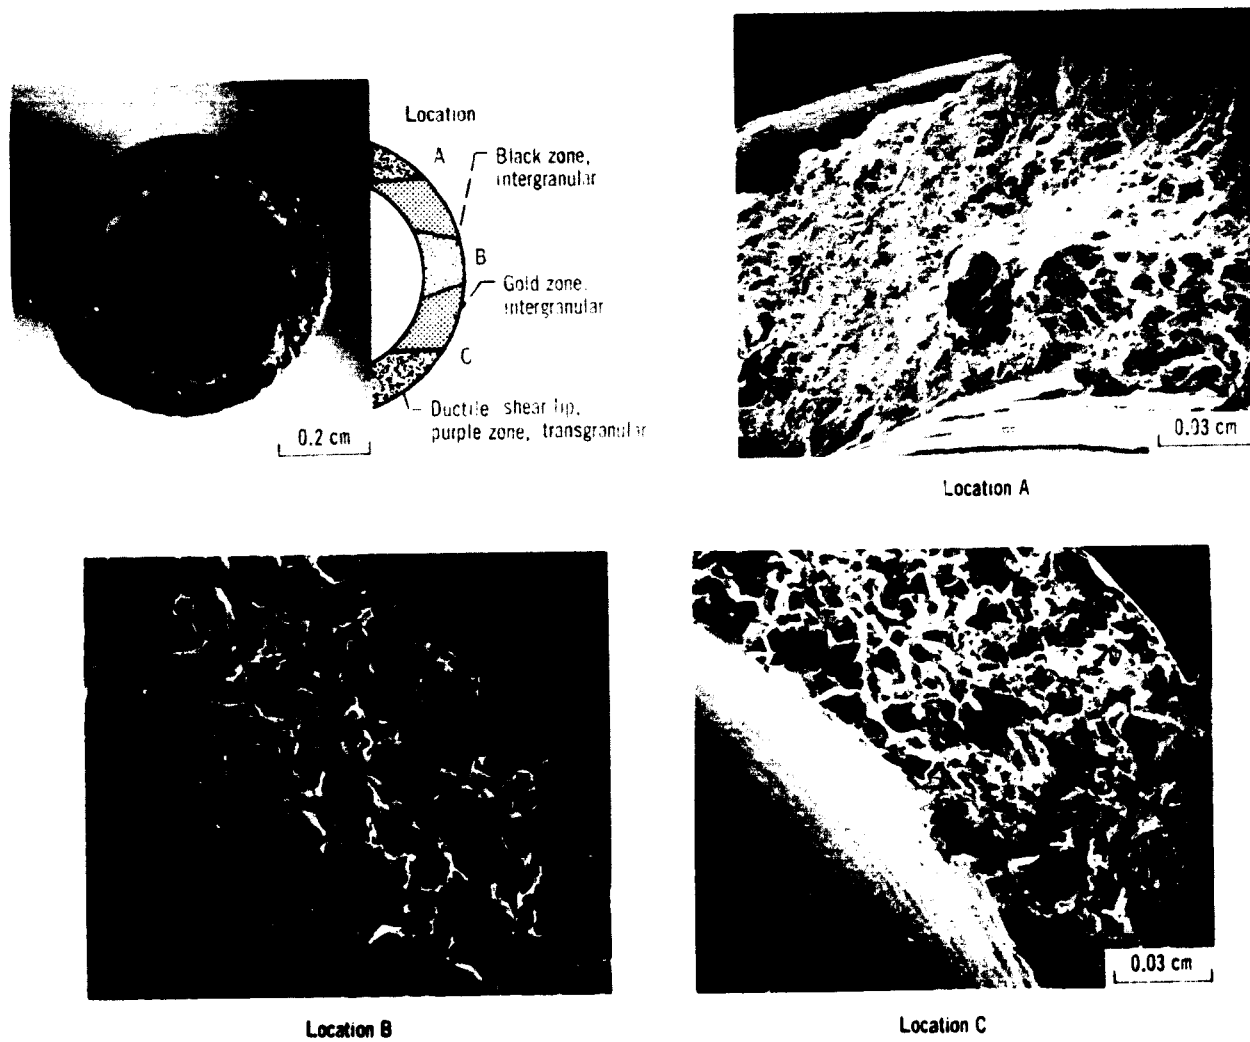 Location
A
Black zone,
intergranular
B
Gold zone,
intergranular
C
Ductile shear lip,
purple zone, transgranular
0.2 cm
0.03 cm
Location A
0.03 cm
Location B
Location C